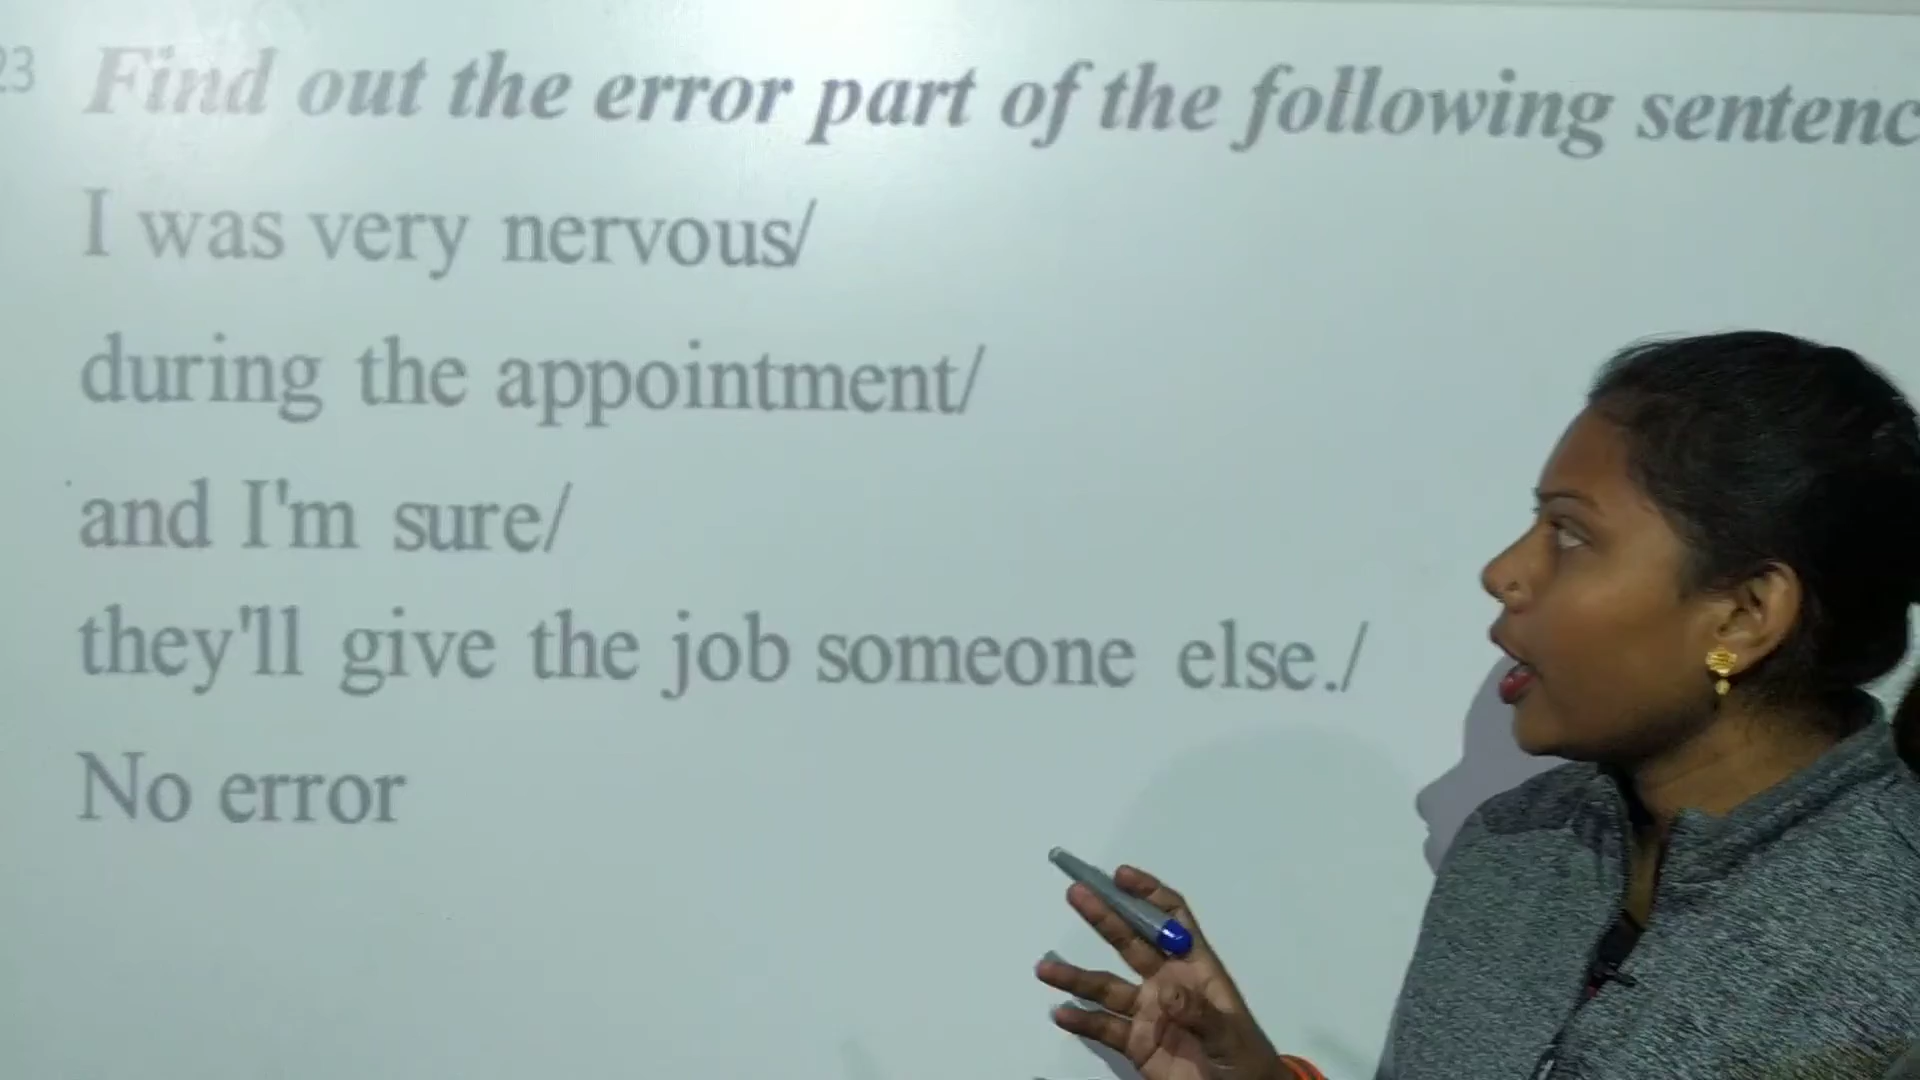 23 Find out the error part of the following sentenc
I was very nervous/
during the appointment/
and I'm sure/
they'll give the job someone else./
No error